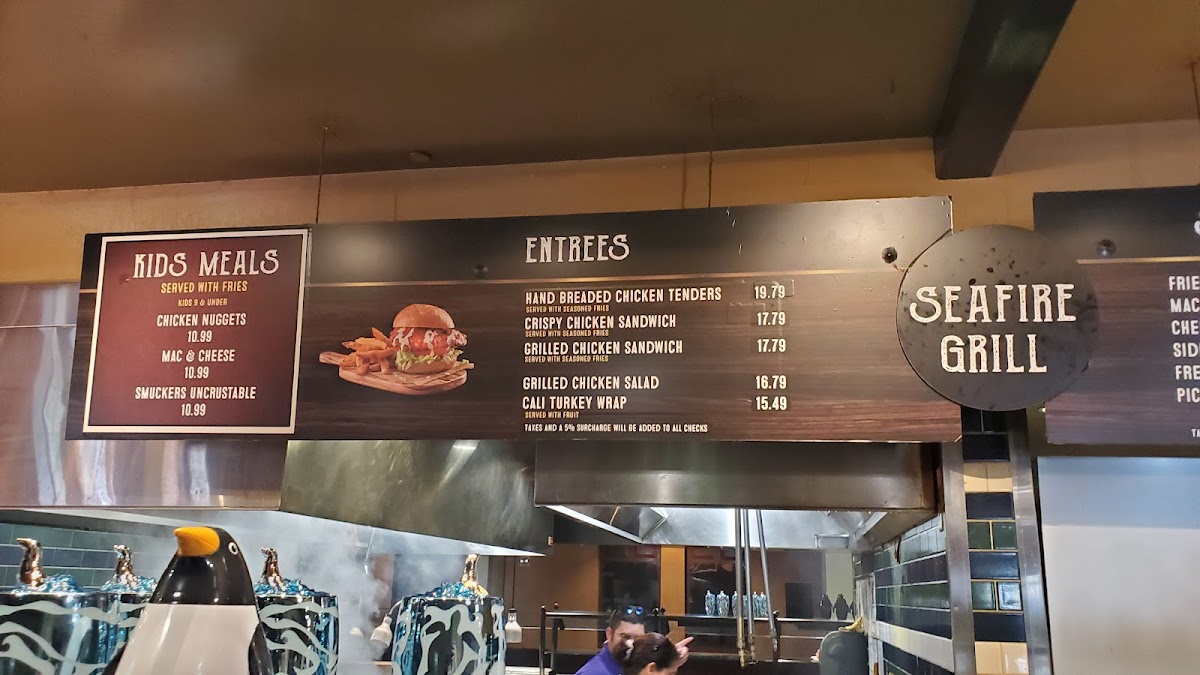 KIDS MEALS
SERVED WITH FRIES
KIDS 9 & UNDER
CHICKEN NUGGETS
10.99
MAC & CHEESE
10.99
SMUCKERS UNCRUSTABLE
10.99
ENTREES
HAND BREADED CHICKEN TENDERS 19.79
SERVED WITH SEASONED FRIES
CRISPY CHICKEN SANDWICH 17.79
SERVED WITH SEASONED FRIES
GRILLED CHICKEN SANDWICH 17.79
SERVED WITH SEASONED FRIES
GRILLED CHICKEN SALAD 16.79
CALI TURKEY WRAP 15.49
SERVED WITH FRUIT
TAXES AND A 5% SURCHARGE WILL BE ADDED TO ALL CHECKS
SEAFIRE
GRILL
FRIE
MAC
CHE
SID
FRE
PIC